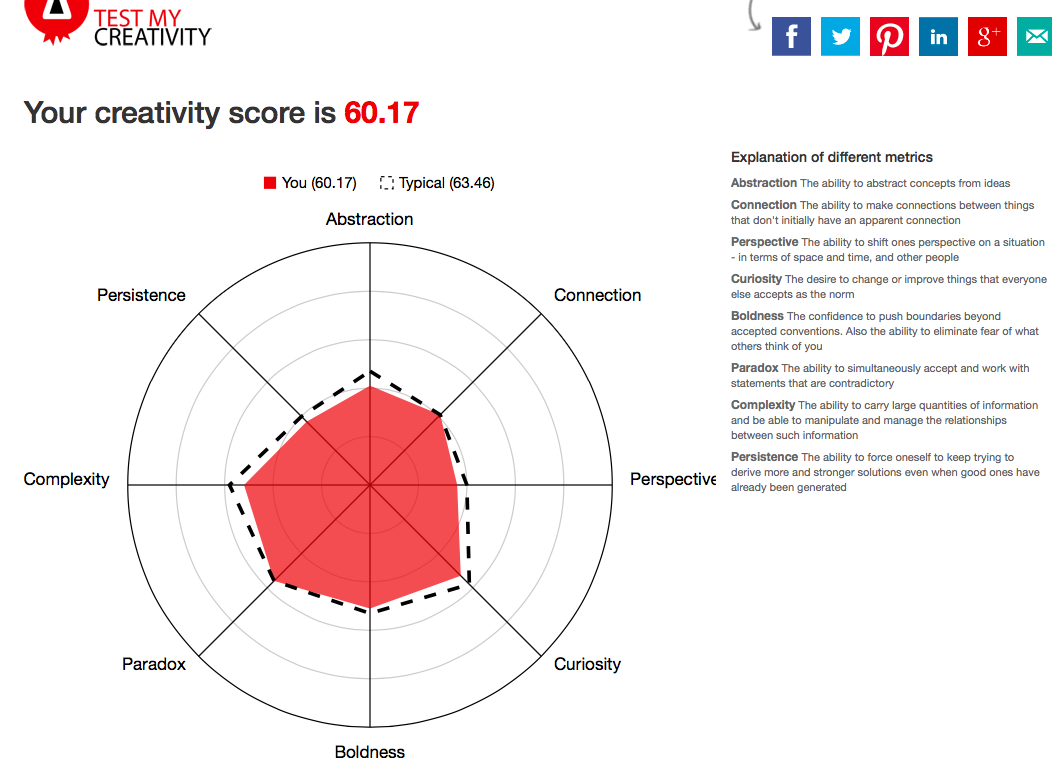 TEST MY
CREATIVITY
f
in
g+
Your creativity score is 60.17
You (60.17)
Typical (63.46)
Abstraction
Persistence
Connection
Complexity
Perspective
Paradox
Curiosity
Boldness
Explanation of different metrics
Abstraction The ability to abstract concepts from ideas
Connection The ability to make connections between things
that don't initially have an apparent connection
Perspective The ability to shift ones perspective on a situation
- in terms of space and time, and other people
Curiosity The desire to change or improve things that everyone
else accepts as the norm
Boldness The confidence to push boundaries beyond
accepted conventions. Also the ability to eliminate fear of what
others think of you
Paradox The ability to simultaneously accept and work with
statements that are contradictory
Complexity The ability to carry large quantities of information
and be able to manipulate and manage the relationships
between such information
Persistence The ability to force oneself to keep trying to
derive more and stronger solutions even when good ones have
already been generated